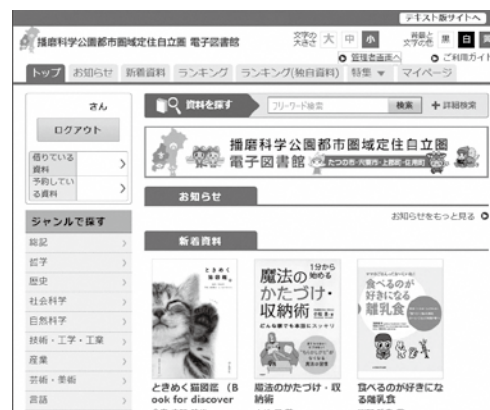 テキスト版サイトへ
播磨科学公園都市圏域定住自立圏 電子図書館
文字の大きさ 大 中 小
背景と文字の色 黒 白
管理者画面へ
ご利用ガイド
トップ
お知らせ
新着資料
ランキング
ランキング(独自資料)
特集 ▼
マイページ
さん
ログアウト
借りている資料
予約している資料
資料を探す
フリーワード検索
検索
+詳細検索
播磨科学公園都市圏域定住自立圏
電子図書館
たつの市・宍粟市・上郡町・佐用町
お知らせ
お知らせをもっと見る
ジャンルで探す
総記
哲学
歴史
社会科学
自然科学
技術・工学・工業
産業
芸術・美術
言語
新着資料
ときめく
猫図鑑
1分から始める
魔法の
かたづけ・
収納術
どんな家でも本当にスッキリ
食べるのが
好きになる
離乳食
ときめく猫図鑑 (B
ook for discover
魔法のかたづけ・収
納術
食べるのが好きにな
る離乳食